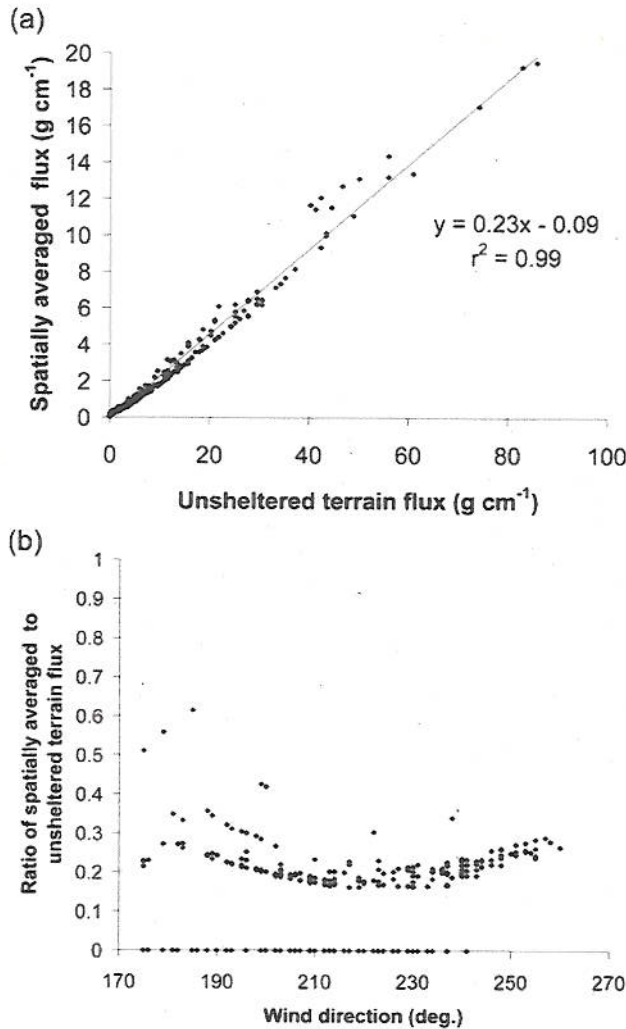 (a)
Spatially averaged flux (g cm⁻¹)
20
18
16
14
12
10
8
6
4
2
0
y = 0.23x - 0.09
r² = 0.99
0 20 40 60 80 100
Unsheltered terrain flux (g cm⁻¹)
(b)
Ratio of spatially averaged to
unsheltered terrain flux
1
0.9
0.8
0.7
0.6
0.5
0.4
0.3
0.2
0.1
0
170 190 210 230 250 270
Wind direction (deg.)